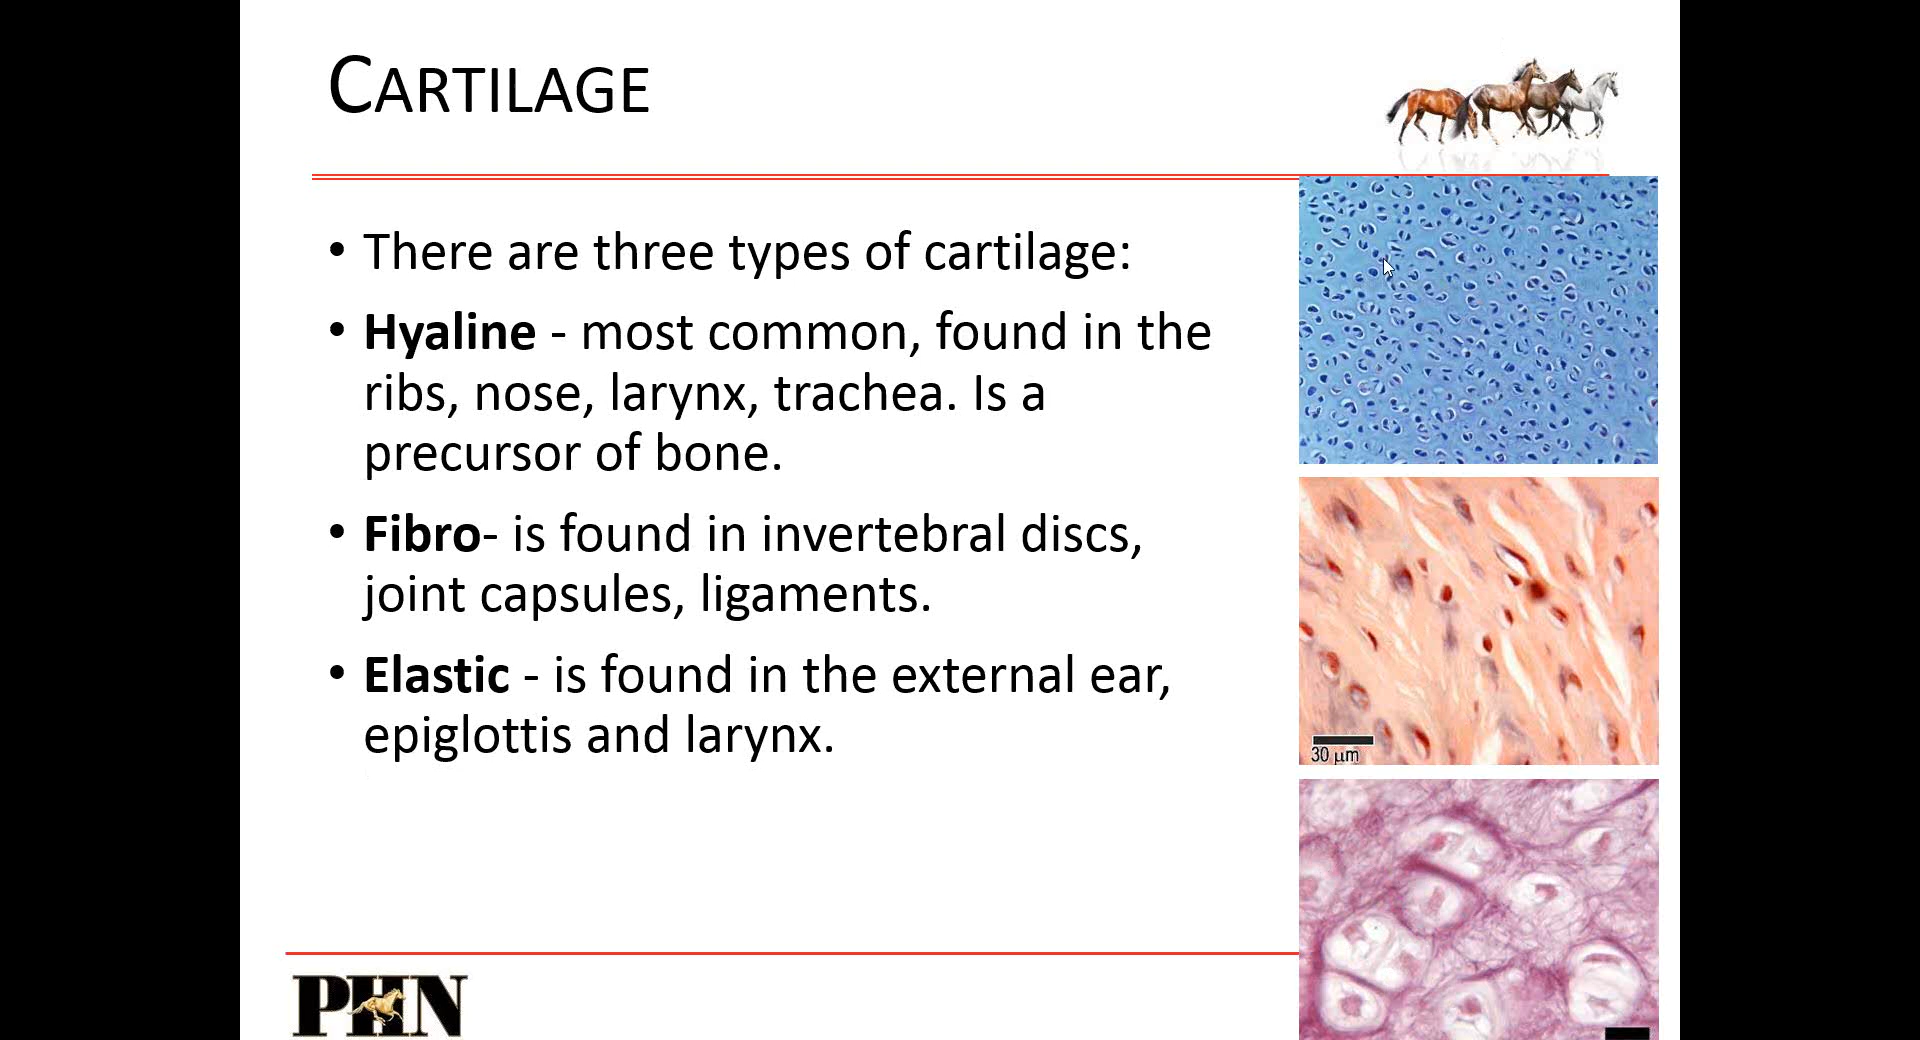 CARTILAGE
• There are three types of cartilage:
• Hyaline - most common, found in the
ribs, nose, larynx, trachea. Is a
precursor of bone.
• Fibro- is found in invertebral discs,
joint capsules, ligaments.
• Elastic - is found in the external ear,
epiglottis and larynx.
30 µm
PHN